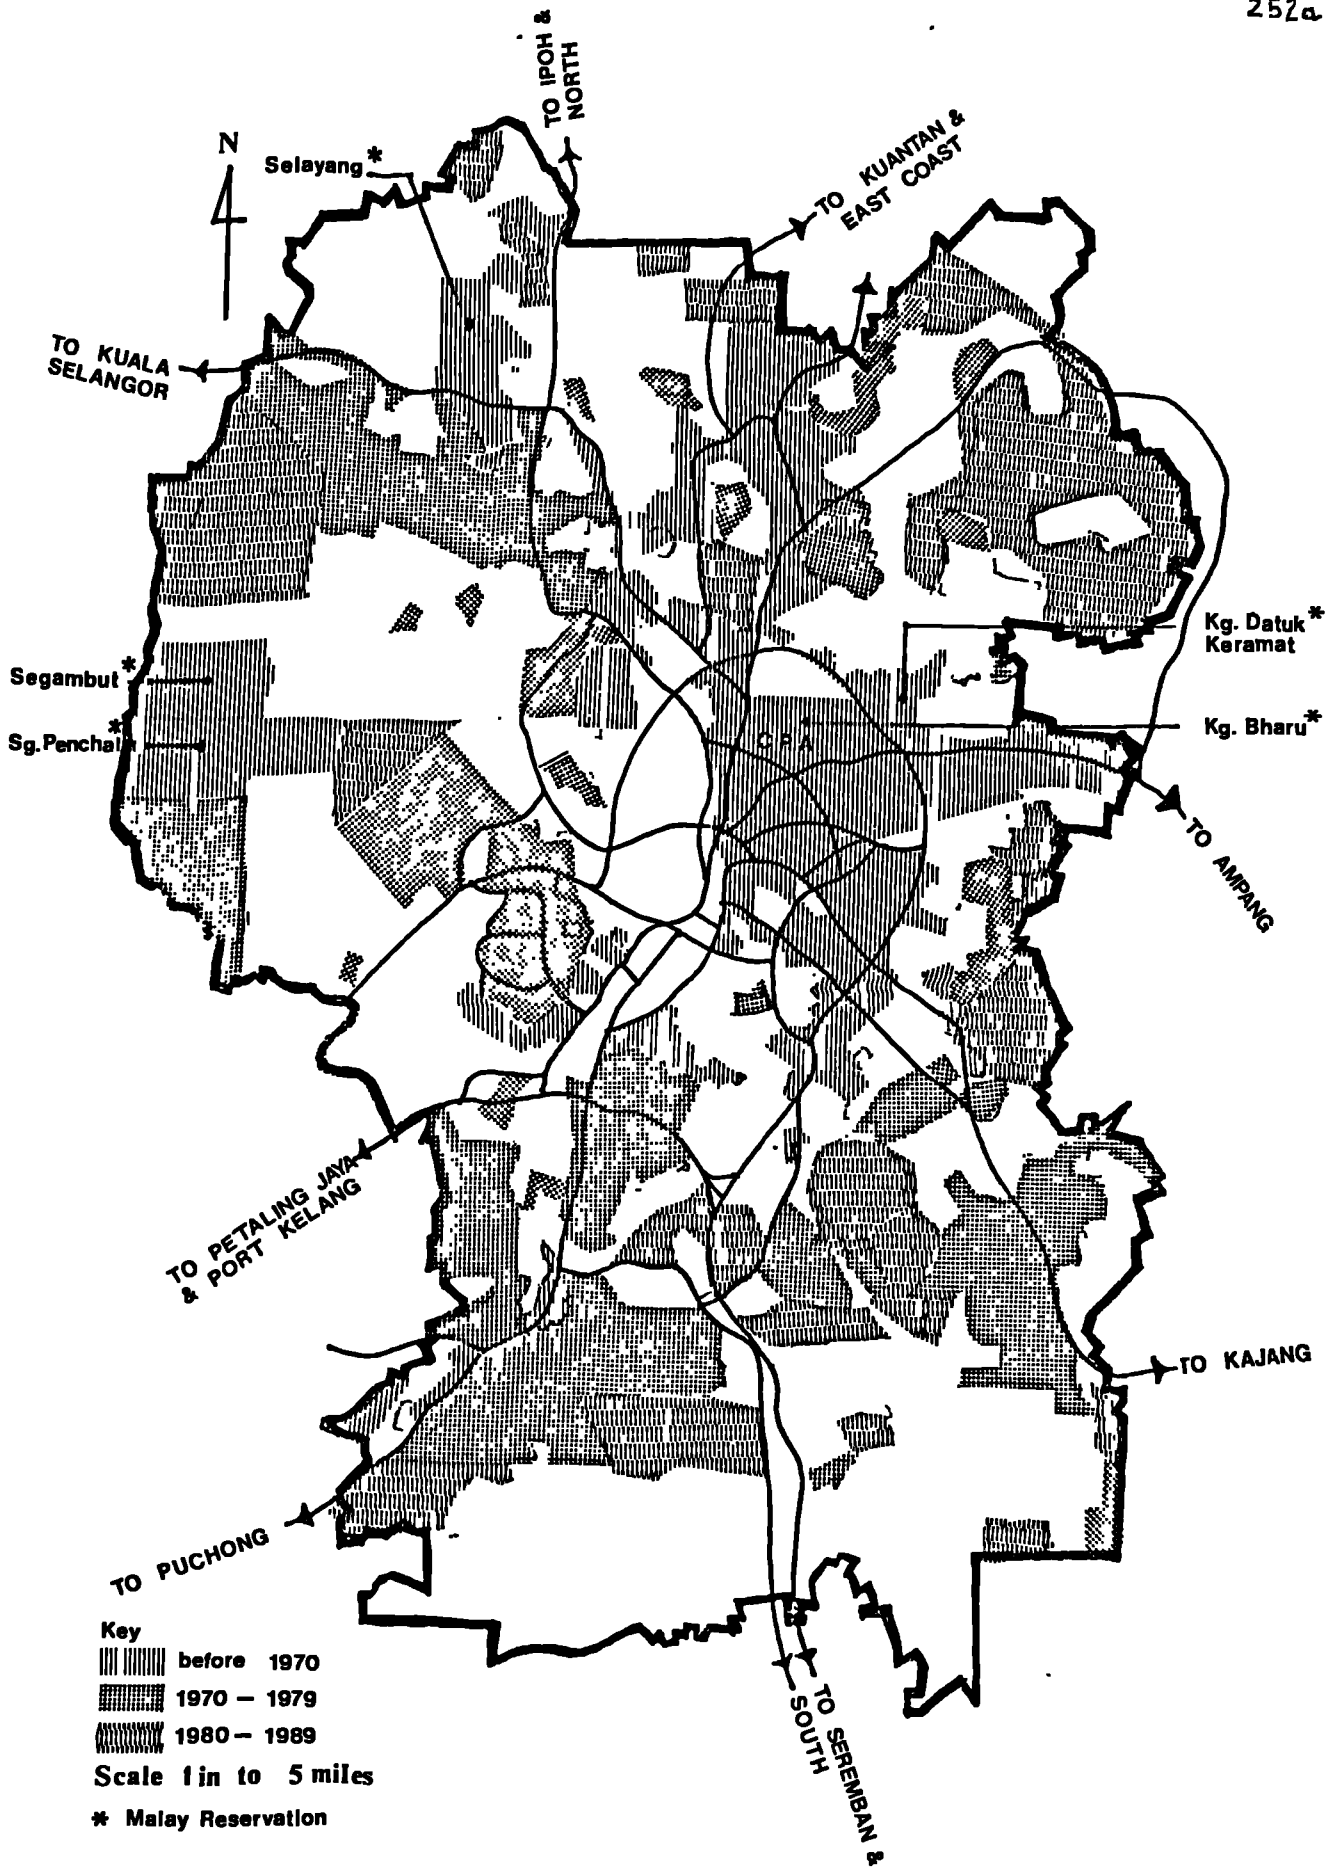 252a
TO IPOH &
NORTH
N
Selayang*
TO KUANTAN &
EAST COAST
TO KUALA
SELANGOR
Kg. Datuk*
Keramat
Segambut*
Kg. Bharu*
Sg. Penchala*
CPA
TO AMPANG
TO PETALING JAYA
& PORT KELANG
TO KAJANG
TO PUCHONG
Key
before 1970
1970 - 1979
1980 - 1989
Scale 1in to 5 miles
* Malay Reservation
TO SEREMBAN &
SOUTH